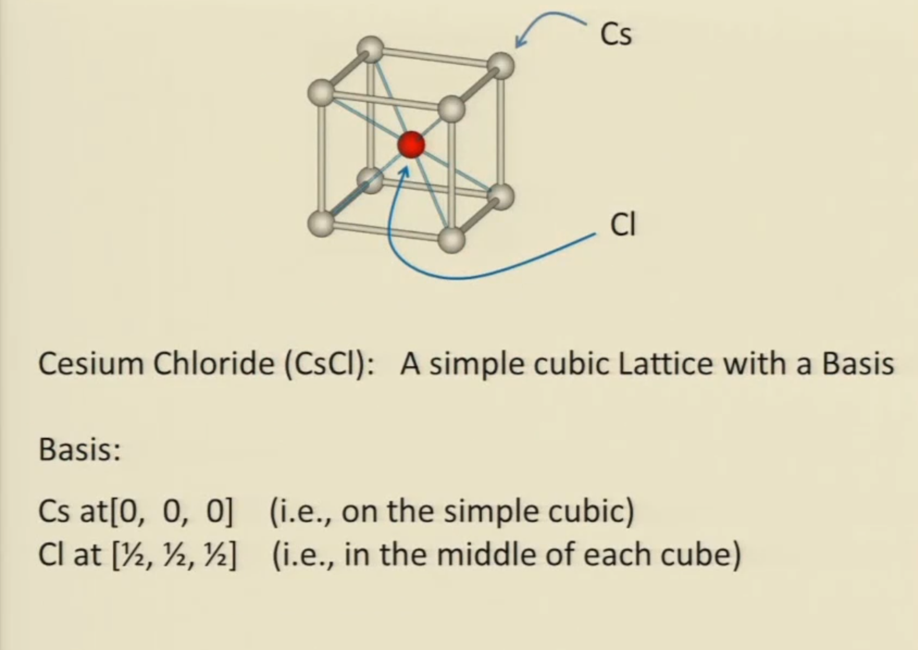 Cs
Cl
Cesium Chloride (CsCl): A simple cubic Lattice with a Basis
Basis:
Cs at[0, 0, 0] (i.e., on the simple cubic)
Cl at [½, ½, ½] (i.e., in the middle of each cube)